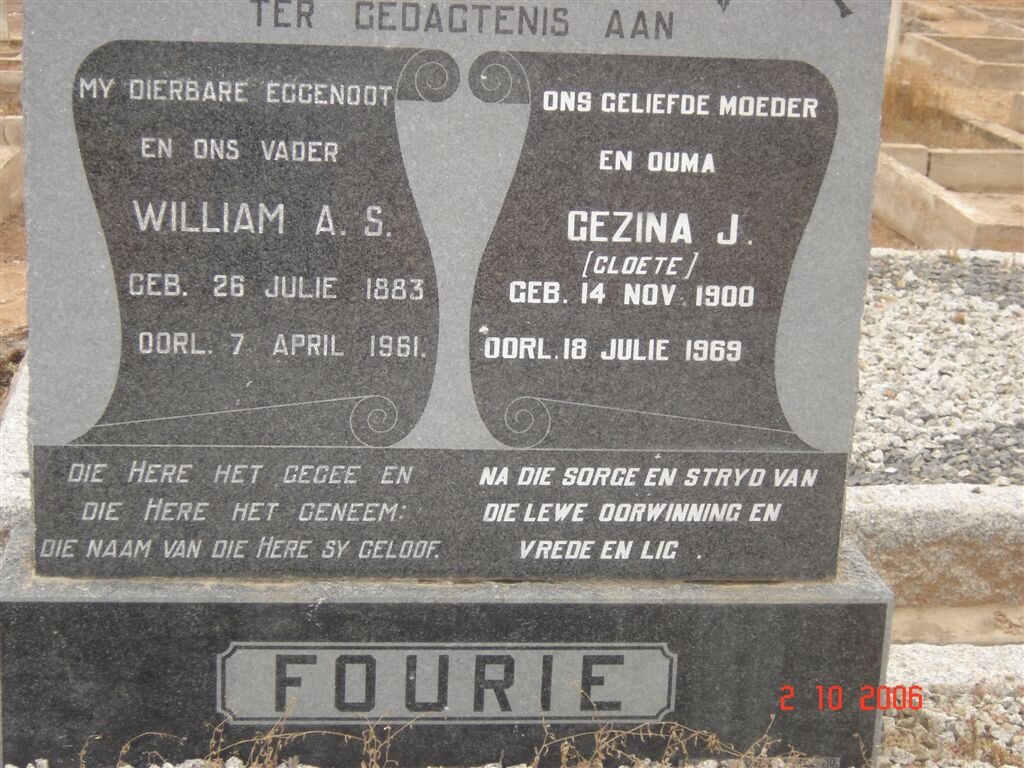 TER GEDAGTENIS AAN
MY DIERBARE EGGENOOT
EN ONS VADER
WILLIAM A. S.
GEB. 26 JULIE 1883
OORL. 7 APRIL 1961.
DIE HERE HET GEGEE EN
DIE HERE HET GENEEM:
DIE NAAM VAN DIE HERE SY GELOOF.
ONS GELIEFDE MOEDER
EN OUMA
GEZINA J.
[CLOETE]
GEB. 14 NOV. 1900
OORL. 18 JULIE 1969
NA DIE SORGE EN STRYD VAN
DIE LEWE OORWINNING EN
VREDE EN LIG .
FOURIE
2 10 2006